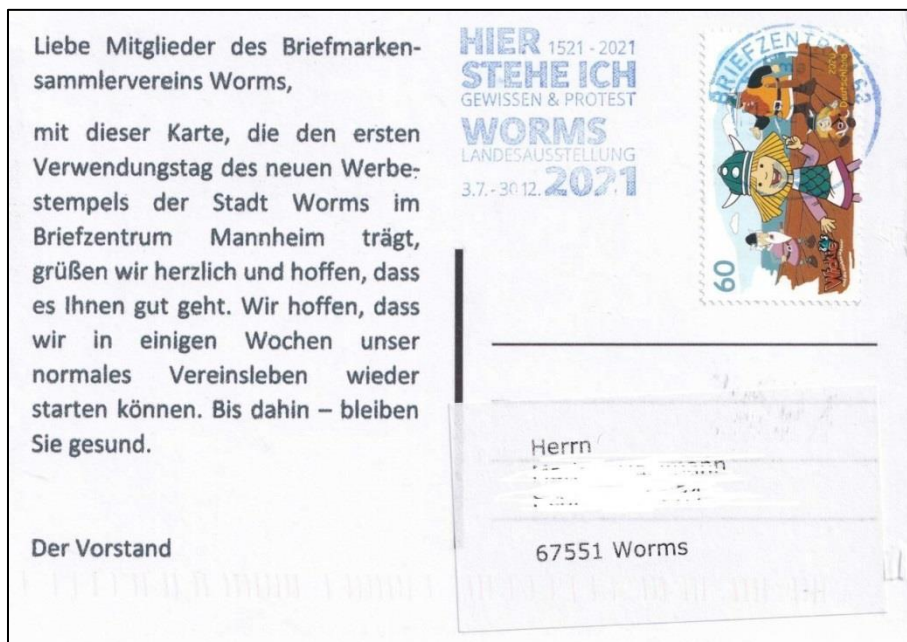 Liebe Mitglieder des Briefmarken-
sammlervereins Worms,
mit dieser Karte, die den ersten
Verwendungstag des neuen Werbe-
stempels der Stadt Worms im
Briefzentrum Mannheim trägt,
grüßen wir herzlich und hoffen, dass
es Ihnen gut geht. Wir hoffen, dass
wir in einigen Wochen unser
normales Vereinsleben wieder
starten können. Bis dahin – bleiben
Sie gesund.
Der Vorstand
HIER 1521 - 2021
STEHE ICH
GEWISSEN & PROTEST
WORMS
LANDESAUSSTELLUNG
3.7. - 30.12. 2021
BRIEFZENTR 68
Deutschland
60
Herrn
67551 Worms